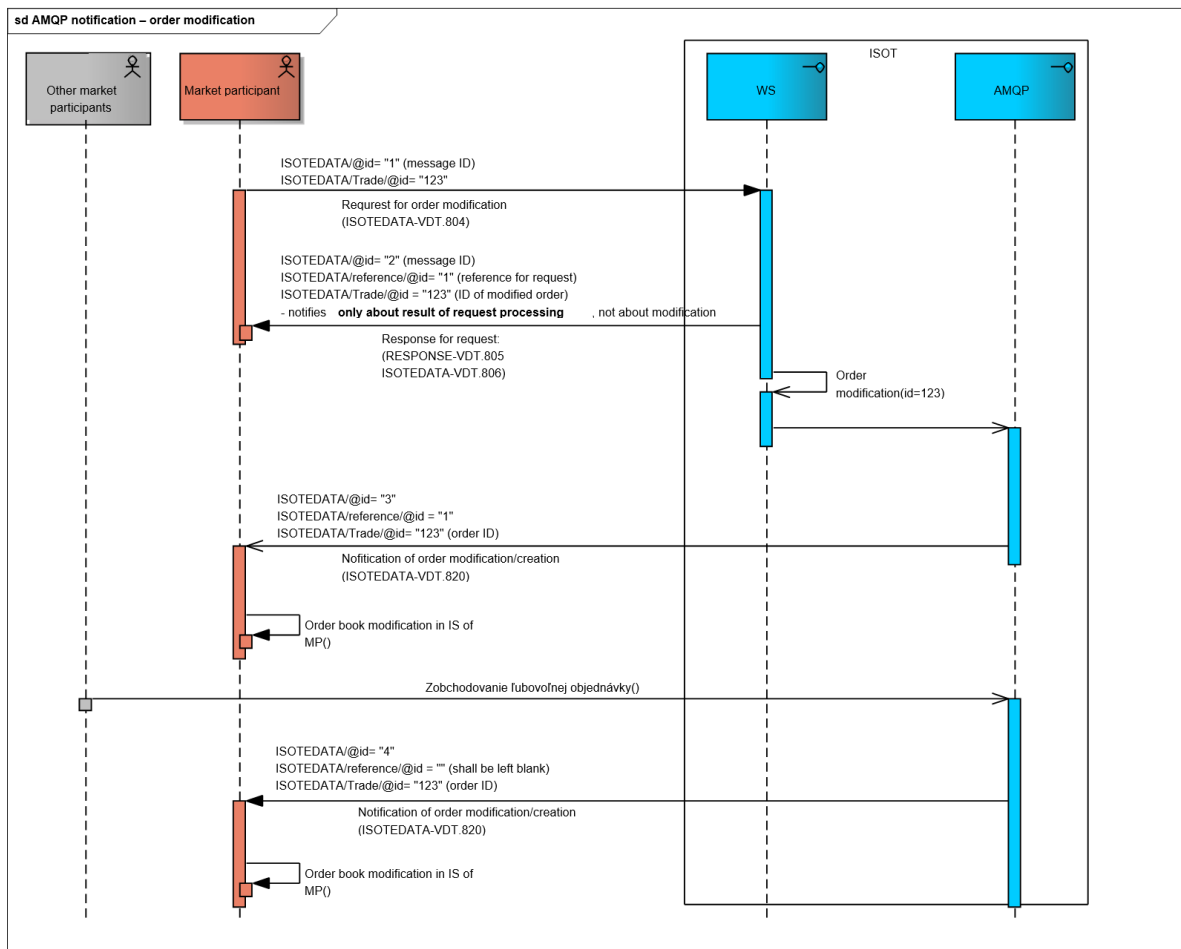 sd AMQP notification – order modification
ISOT
Other market
participants
Market participant
WS
AMQP
ISOTEDATA/@id= "1" (message ID)
ISOTEDATA/Trade/@id= "123"
Requrest for order modification
(ISOTEDATA-VDT.804)
ISOTEDATA/@id= "2" (message ID)
ISOTEDATA/reference/@id= "1" (reference for request)
ISOTEDATA/Trade/@id = "123" (ID of modified order)
- notifies only about result of request processing , not about modification
Response for request:
(RESPONSE-VDT.805
ISOTEDATA-VDT.806)
Order
modification(id=123)
ISOTEDATA/@id= "3"
ISOTEDATA/reference/@id = "1"
ISOTEDATA/Trade/@id= "123" (order ID)
Nofitication of order modification/creation
(ISOTEDATA-VDT.820)
Order book modification in IS of
MP()
Zobchodovanie ľubovoľnej objednávky()
ISOTEDATA/@id= "4"
ISOTEDATA/reference/@id = "" (shall be left blank)
ISOTEDATA/Trade/@id= "123" (order ID)
Notification of order modification/creation
(ISOTEDATA-VDT.820)
Order book modification in IS of
MP()